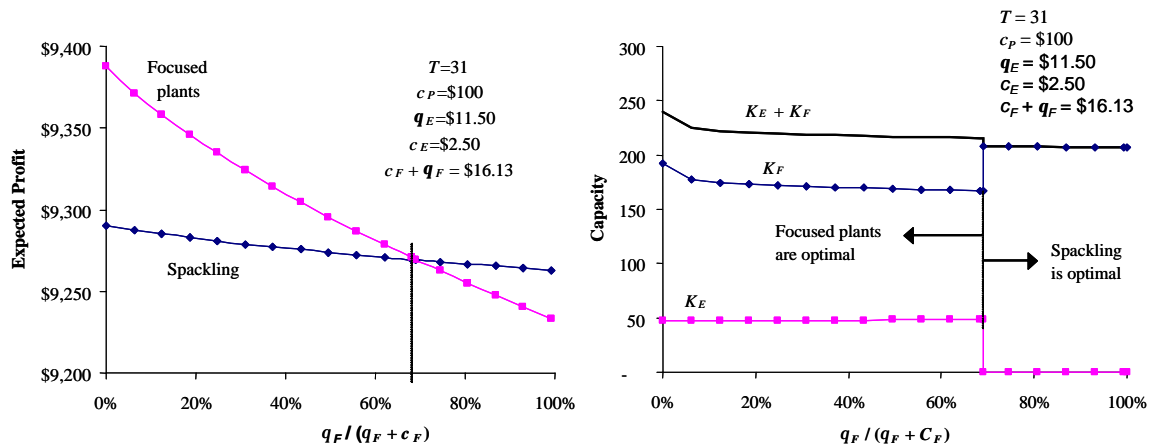 $9,400
$9,350
$9,300
$9,250
$9,200
Expected Profit
Focused
plants
Spackling
T=31
cP=$100
qE=$11.50
cE=$2.50
cF + qF = $16.13
0%
20%
40%
60%
80%
100%
qF / (qF + cF)
300
250
200
150
100
50
-
Capacity
KE + KF
KF
KE
Focused plants
are optimal
Spackling
is optimal
T = 31
cP = $100
qE = $11.50
cE = $2.50
cF + qF = $16.13
0%
20%
40%
60%
80%
100%
qF / (qF + CF)